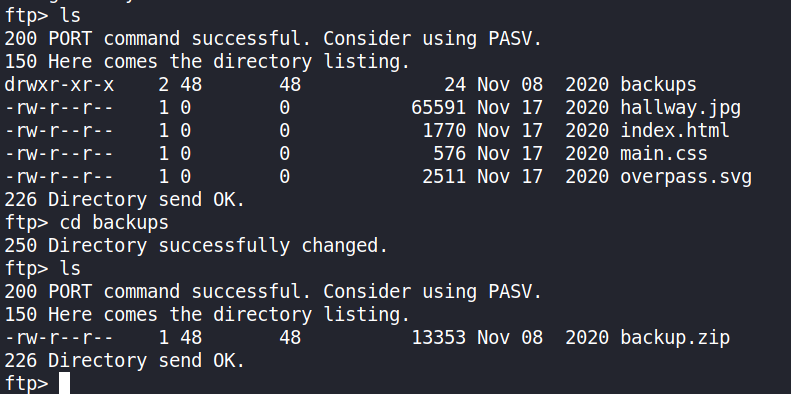 ftp> ls
200 PORT command successful. Consider using PASV.
150 Here comes the directory listing.
drwxr-xr-x    2 48       48             24 Nov 08  2020 backups
-rw-r--r--    1 0        0           65591 Nov 17  2020 hallway.jpg
-rw-r--r--    1 0        0            1770 Nov 17  2020 index.html
-rw-r--r--    1 0        0             576 Nov 17  2020 main.css
-rw-r--r--    1 0        0            2511 Nov 17  2020 overpass.svg
226 Directory send OK.
ftp> cd backups
250 Directory successfully changed.
ftp> ls
200 PORT command successful. Consider using PASV.
150 Here comes the directory listing.
-rw-r--r--    1 48       48          13353 Nov 08  2020 backup.zip
226 Directory send OK.
ftp>